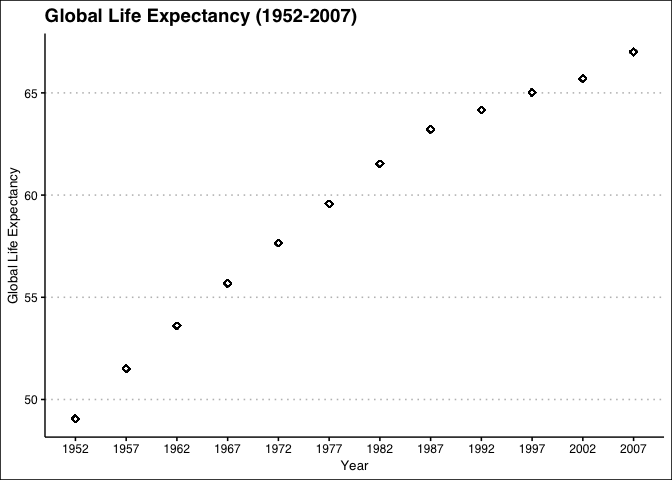 Global Life Expectancy (1952-2007)
Global Life Expectancy
65
60
55
50
1952 1957 1962 1967 1972 1977 1982 1987 1992 1997 2002 2007
Year